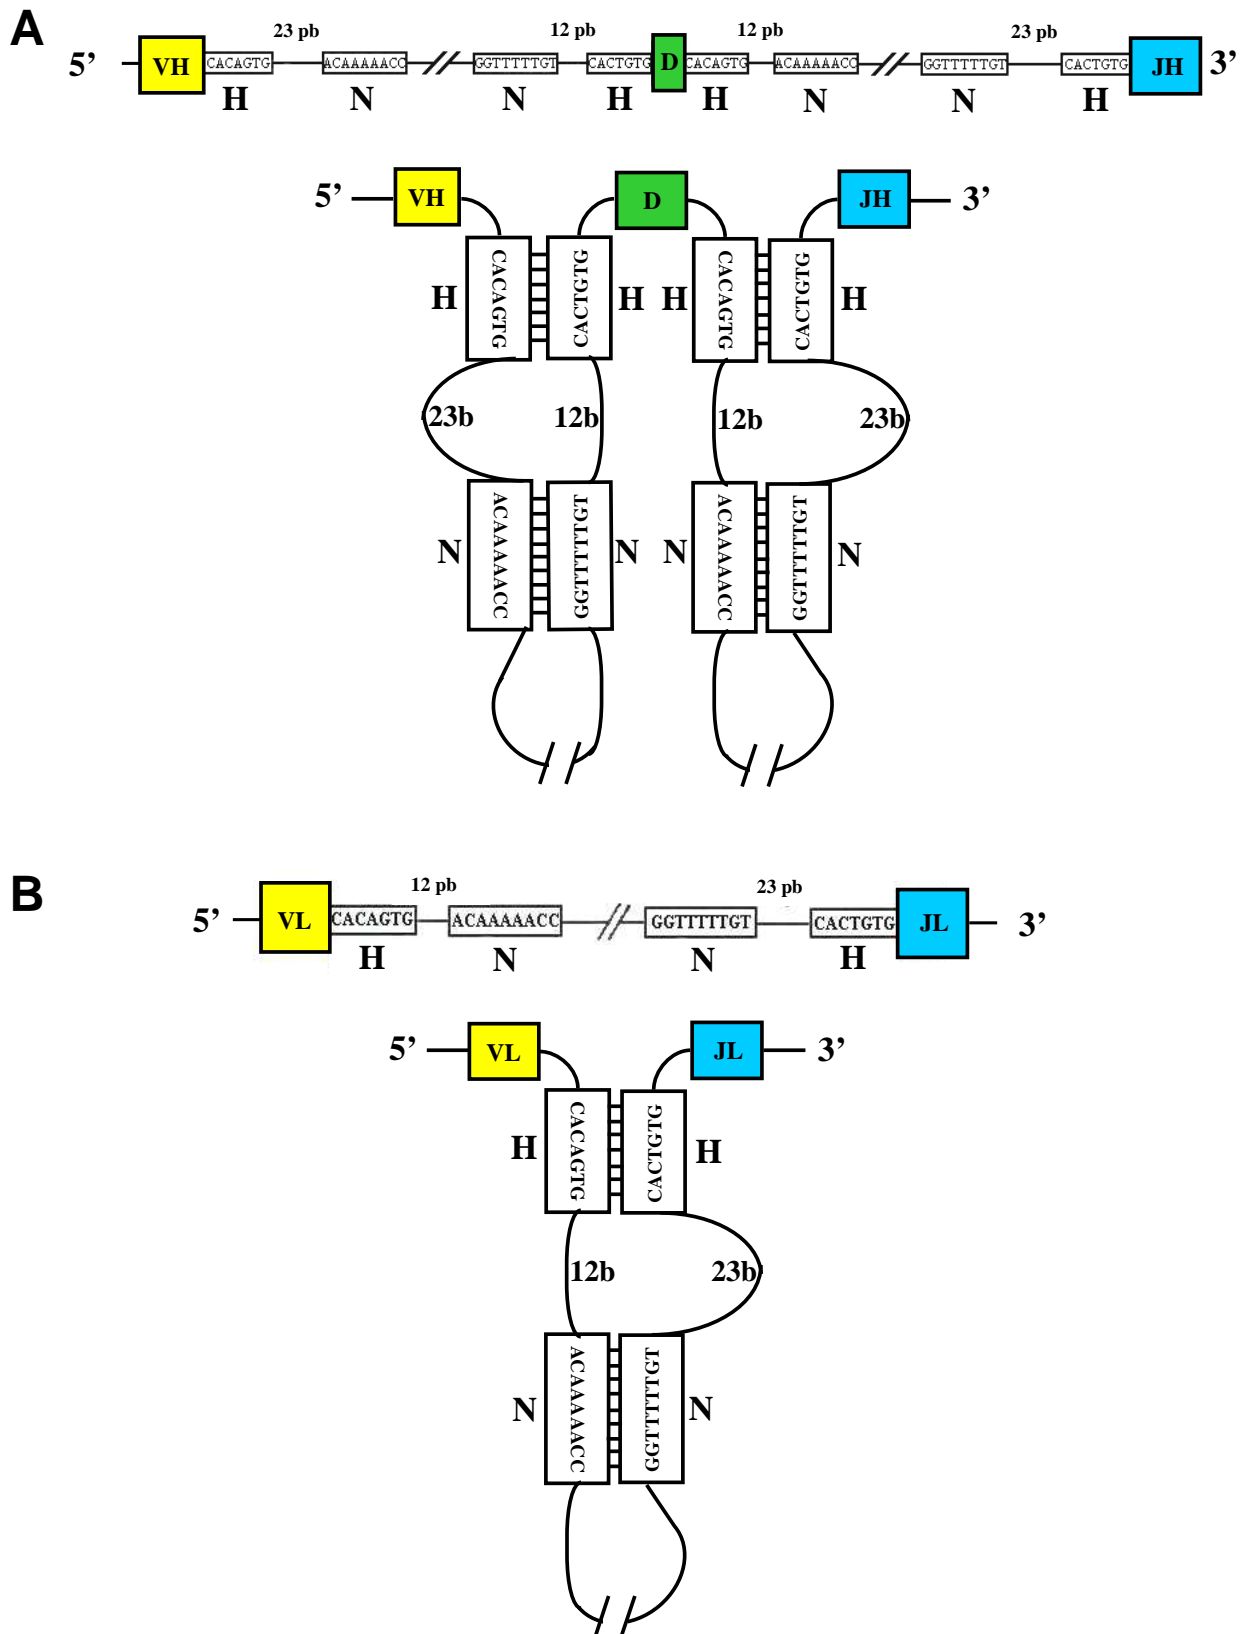 A
23 pb 12 pb 12 pb 23 pb
5’ VH CACAGTG ACAAAAACC GGTTTTTGT CACTGTG D CACAGTG ACAAAAACC GGTTTTTGT CACTGTG JH 3’
H N N H H N N H
5’ VH D JH 3’
H CACAGTG CACTGTG H H CACAGTG CACTGTG H
23b 12b 12b 23b
N ACAAAAACC GGTTTTTGT N N ACAAAAACC GGTTTTTGT N
B
12 pb 23 pb
5’ VL CACAGTG ACAAAAACC GGTTTTTGT CACTGTG JL 3’
H N N H
5’ VL JL 3’
H CACAGTG CACTGTG H
12b 23b
N ACAAAAACC GGTTTTTGT N